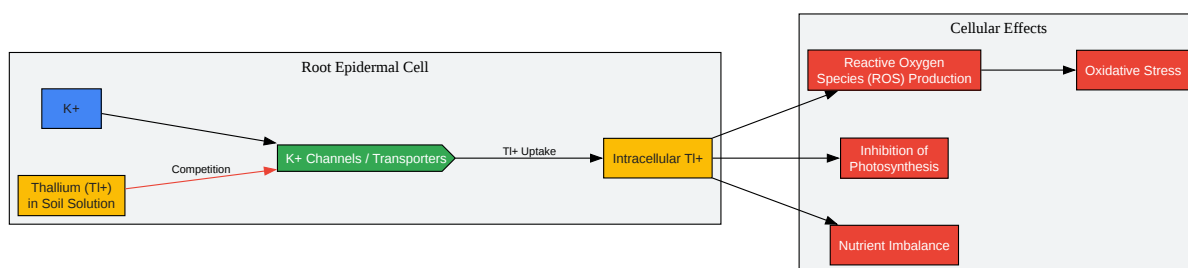 Cellular Effects
Root Epidermal Cell
Reactive Oxygen
Species (ROS) Production
Oxidative Stress
K+
K+ Channels / Transporters
Tl+ Uptake
Intracellular Tl+
Inhibition of
Photosynthesis
Competition
Thallium (Tl+)
in Soil Solution
Nutrient Imbalance